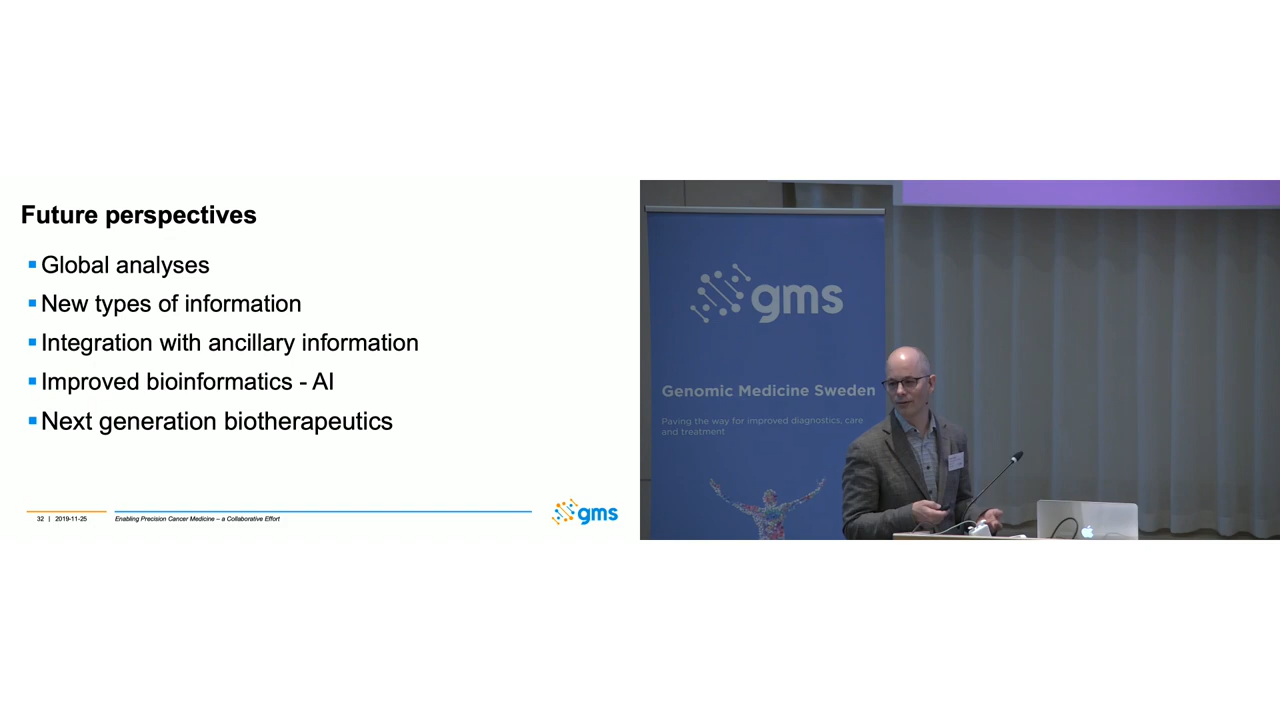 Future perspectives
Global analyses
New types of information
Integration with ancillary information
Improved bioinformatics - AI
Next generation biotherapeutics
32 | 2019-11-25
Enabling Precision Cancer Medicine – a Collaborative Effort
gms
gms
Genomic Medicine Sweden
Paving the way for improved diagnostics, care
and treatment